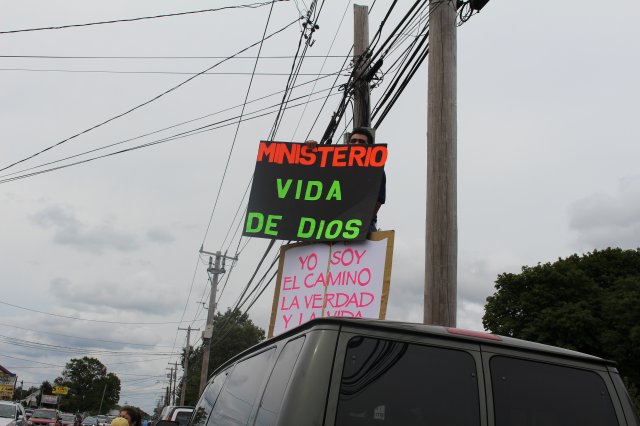 MINISTERIO
VIDA
DE DIOS
YO SOY
EL CAMINO
LA VERDAD
Y LA VIDA